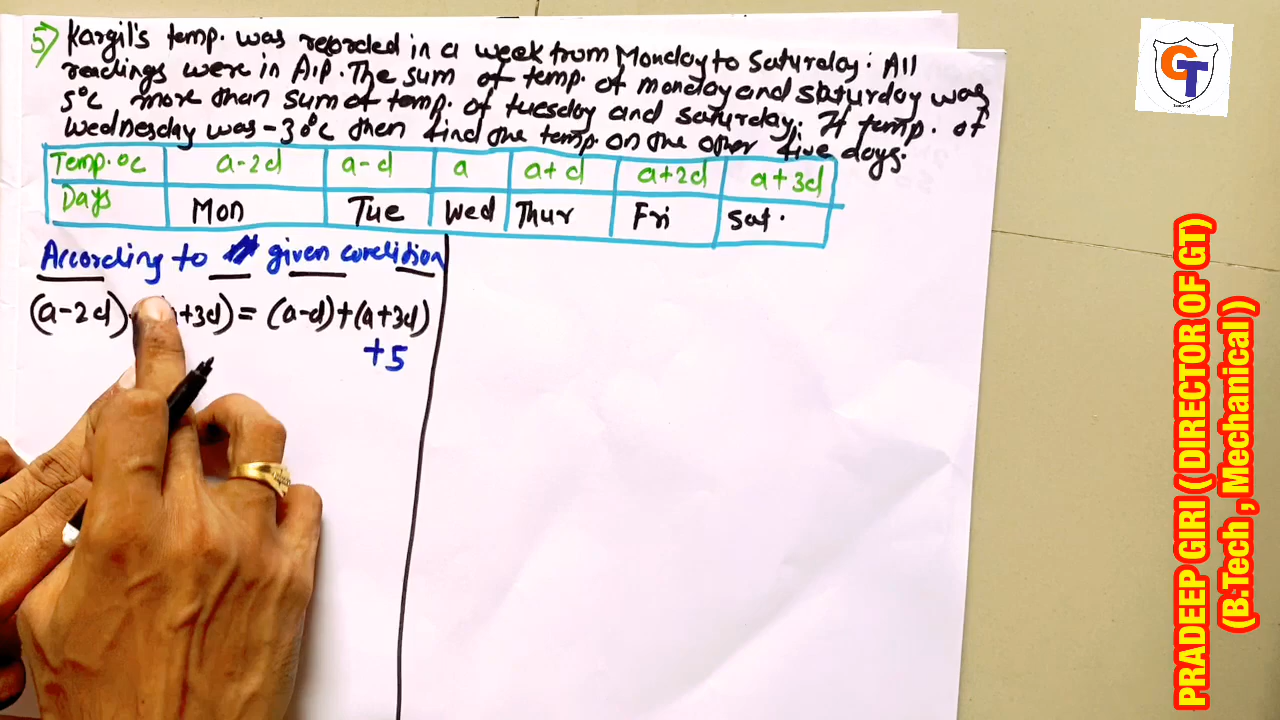 5) Kargil's temp. was recorded in a week from Monday to Saturday: All
readings were in A.P. The sum of temp. of monday and saturday was
5°C more than sum of temp. of tuesday and saturday. If temp. of
Wednesday was -30°C then find the temp. on the other five days.
Temp. °C a-2d a-d a a+d a+2d a+3d
Days Mon Tue Wed Thur Fri Sat.
According to given condition
(a-2d) +3d) = (a-d)+(a+3d)
+5
GT
PRADEEP GIRI (( DIRECTOR OF GT)
(B.Tech , Mechanical )